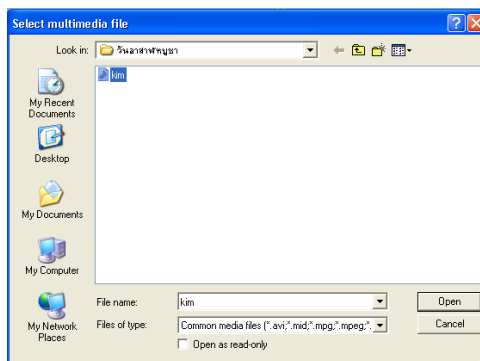 Select multimedia file
Look in:
วันอาสาฬหบูชา
kim
My Recent
Documents
Desktop
My Documents
My Computer
My Network
Places
File name:
kim
Open
Files of type:
Common media files (*.avi;*.mid;*.mpg;*.mpeg;*.
Cancel
Open as read-only